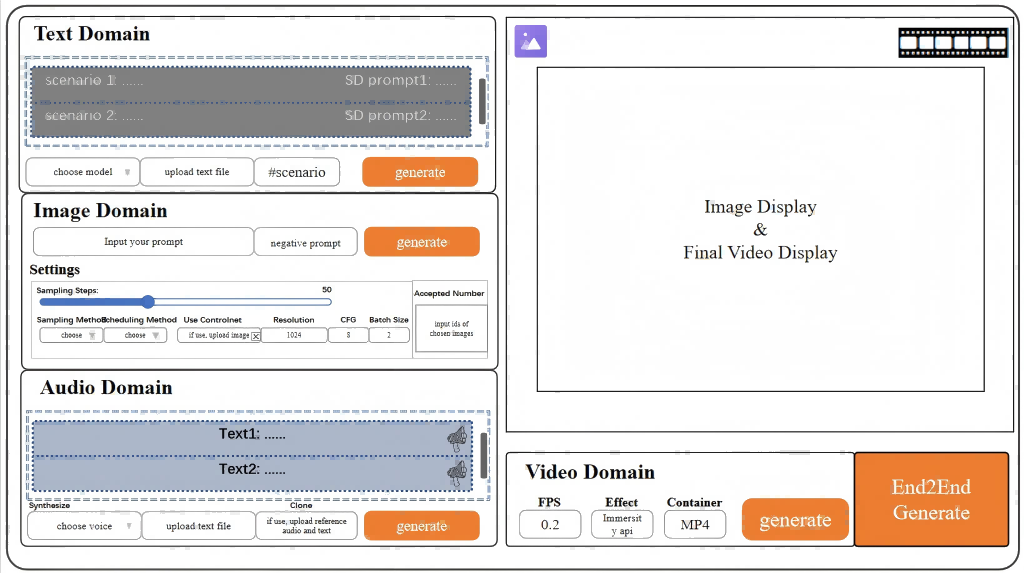 Text Domain
scenario 1: ......    SD prompt1: ......
scenario 2: ......    SD prompt2: ......
choose model    upload text file    #scenario    generate
Image Domain
Input your prompt    negative prompt    generate
Settings
Sampling Steps:    50
Accepted Number
Sampling Method    Scheduling Method    Use Controlnet    Resolution    CFG    Batch Size
choose    choose    if use, upload image    1024    8    2
input ids of
chosen images
Audio Domain
Text1: ......
Text2: ......
Synthesize    Clone
choose voice    upload text file    if use, upload reference
audio and text    generate
Image Display
&
Final Video Display
Video Domain
FPS    Effect    Container
0.2    Immersit
y api    MP4    generate
End2End
Generate